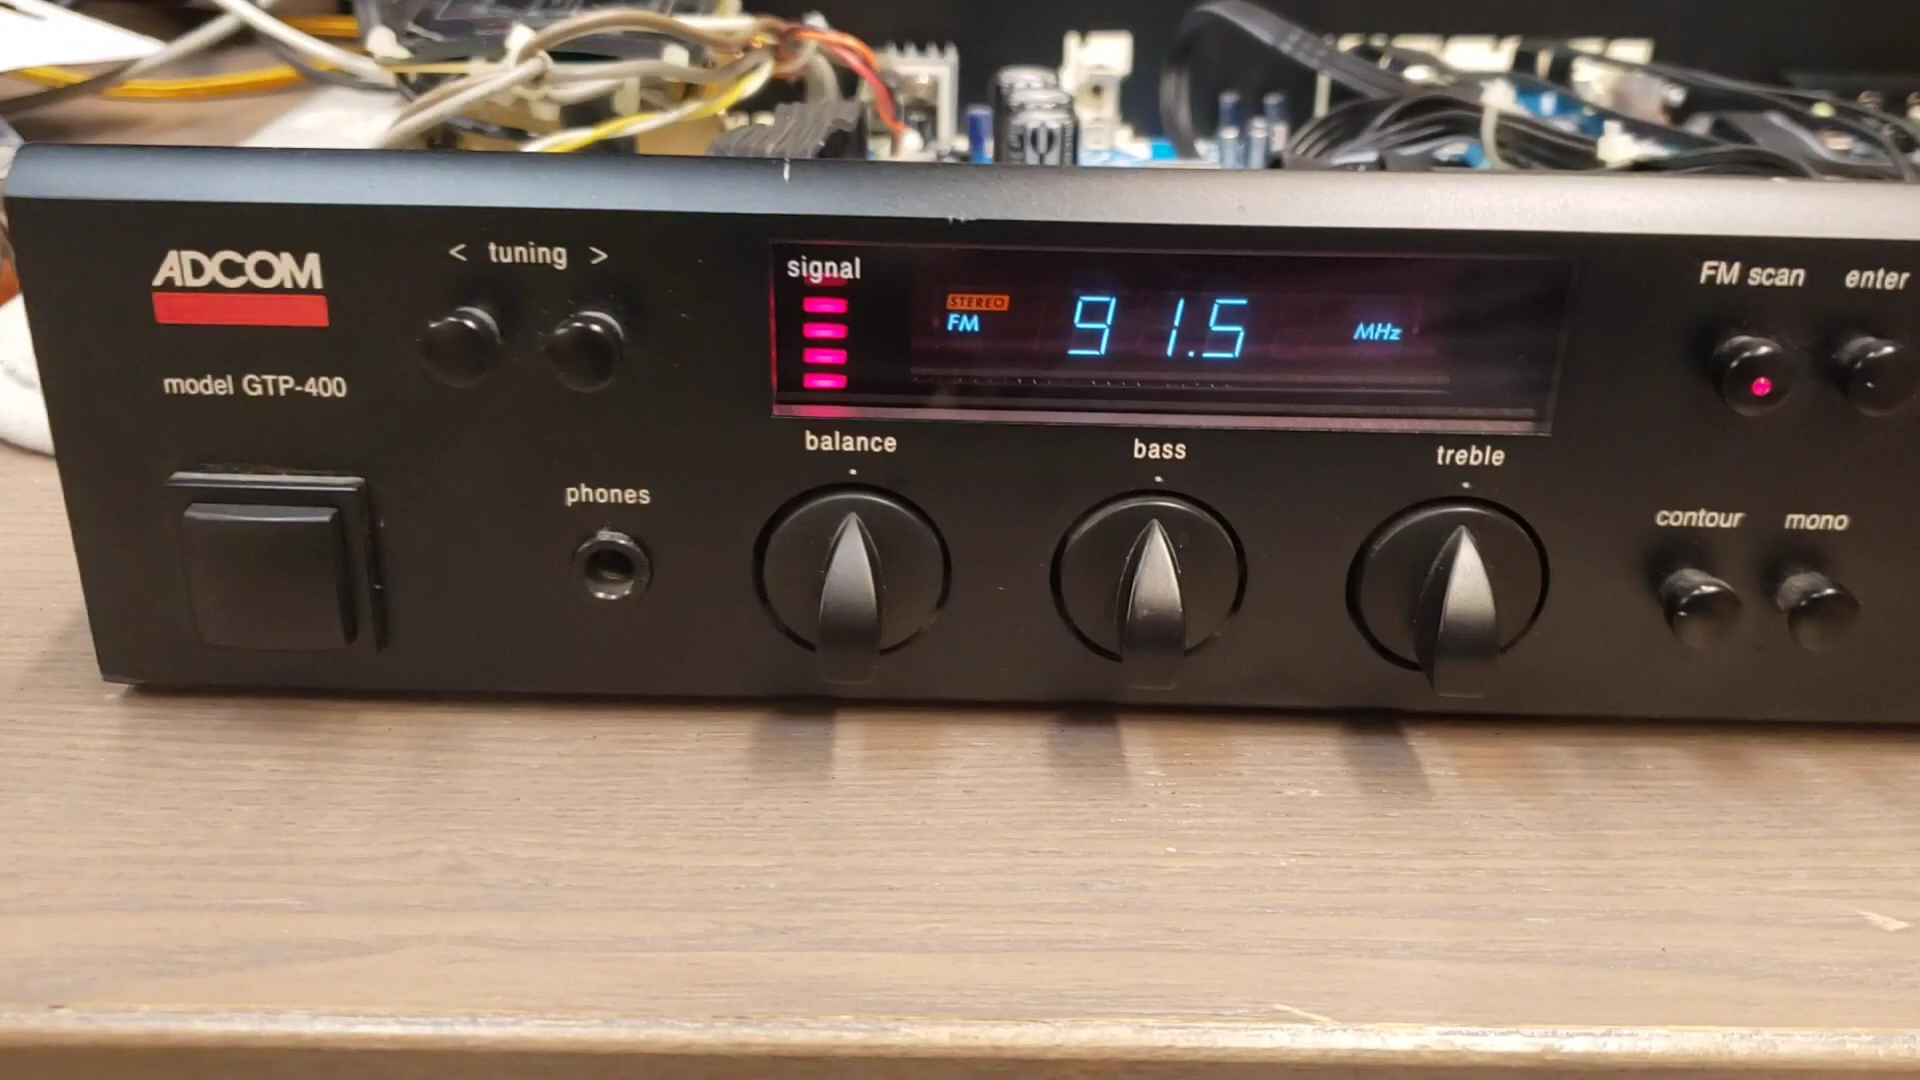 ADCOM
model GTP-400
< tuning >
signal
STEREO
FM
91.5
MHz
FM scan
enter
phones
balance
bass
treble
contour
mono